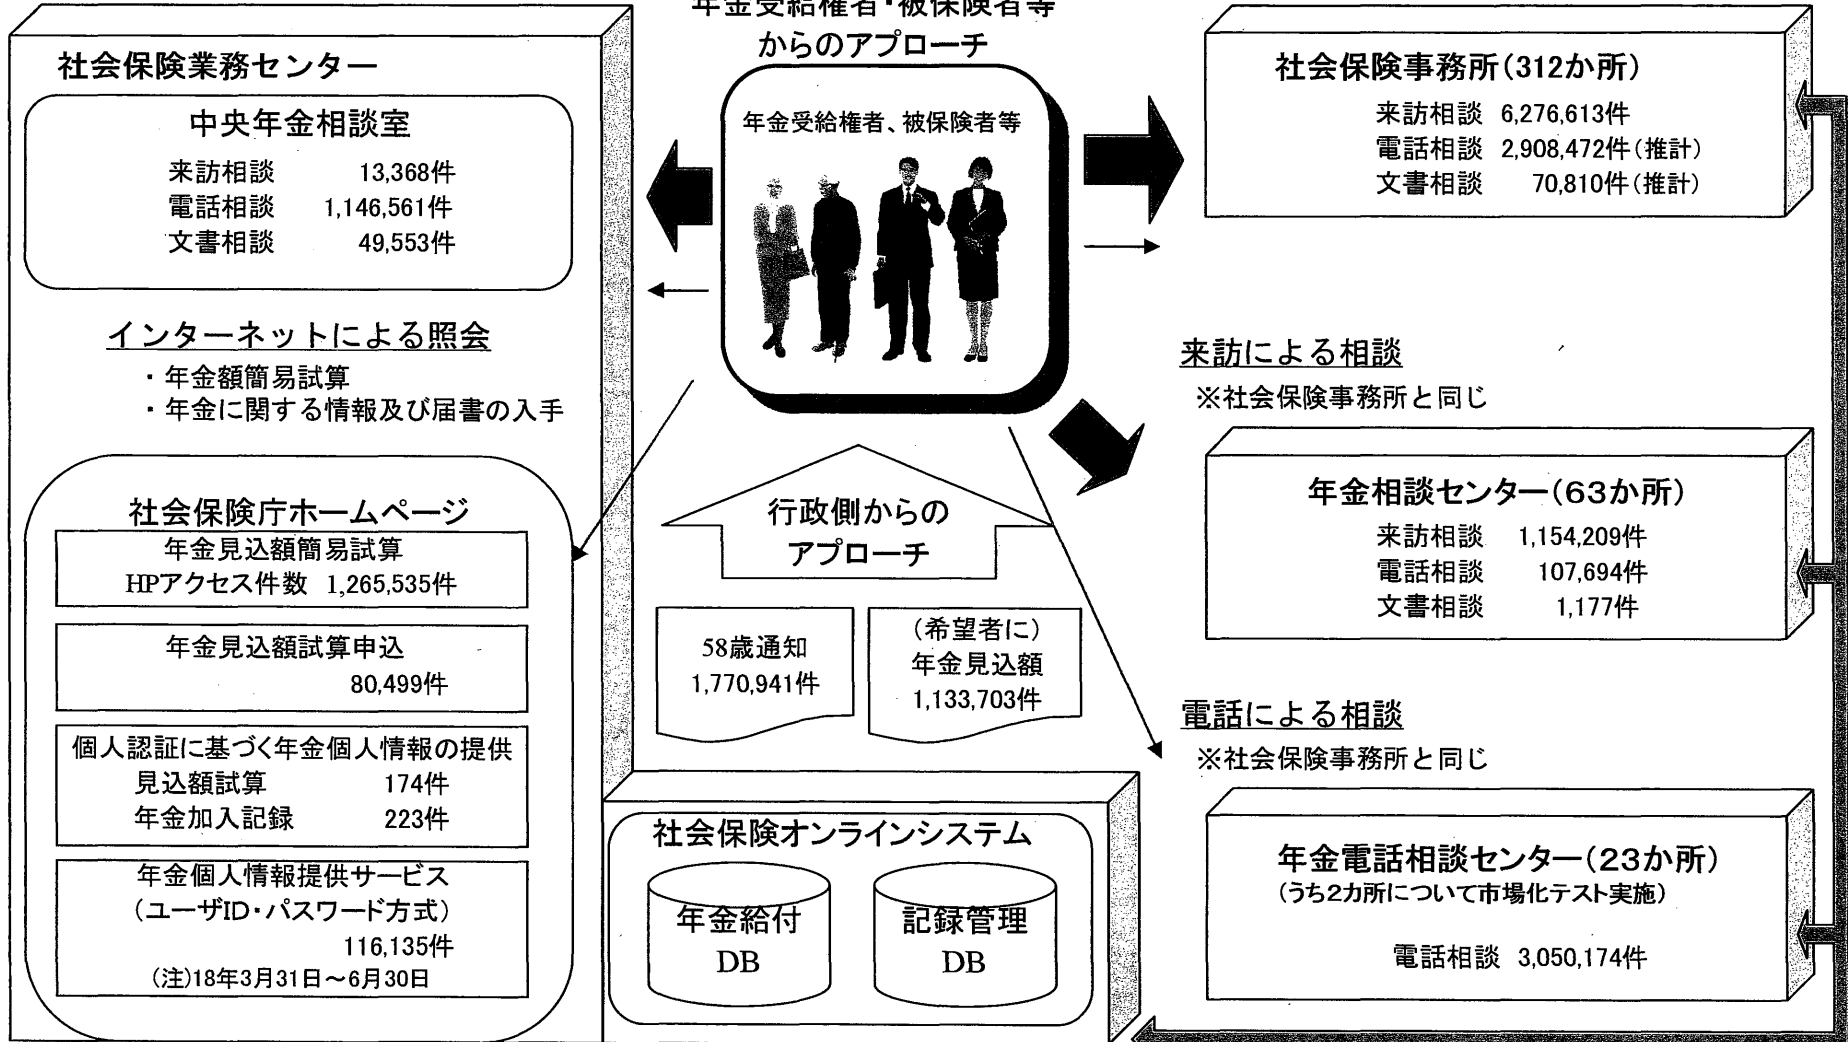 年金受給権者・被保険者等
からのアプローチ
社会保険業務センター
中央年金相談室
来訪相談 13,368件
電話相談 1,146,561件
文書相談 49,553件
インターネットによる照会
・年金額簡易試算
・年金に関する情報及び届書の入手
社会保険庁ホームページ
年金見込額簡易試算
HPアクセス件数 1,265,535件
年金見込額試算申込
80,499件
個人認証に基づく年金個人情報の提供
見込額試算 174件
年金加入記録 223件
年金個人情報提供サービス
(ユーザID・パスワード方式)
116,135件
(注)18年3月31日～6月30日
年金受給権者、被保険者等
行政側からの
アプローチ
58歳通知
1,770,941件
(希望者に)
年金見込額
1,133,703件
社会保険オンラインシステム
年金給付
DB
記録管理
DB
社会保険事務所(312か所)
来訪相談 6,276,613件
電話相談 2,908,472件(推計)
文書相談 70,810件(推計)
来訪による相談
※社会保険事務所と同じ
年金相談センター(63か所)
来訪相談 1,154,209件
電話相談 107,694件
文書相談 1,177件
電話による相談
※社会保険事務所と同じ
年金電話相談センター(23か所)
(うち2カ所について市場化テスト実施)
電話相談 3,050,174件